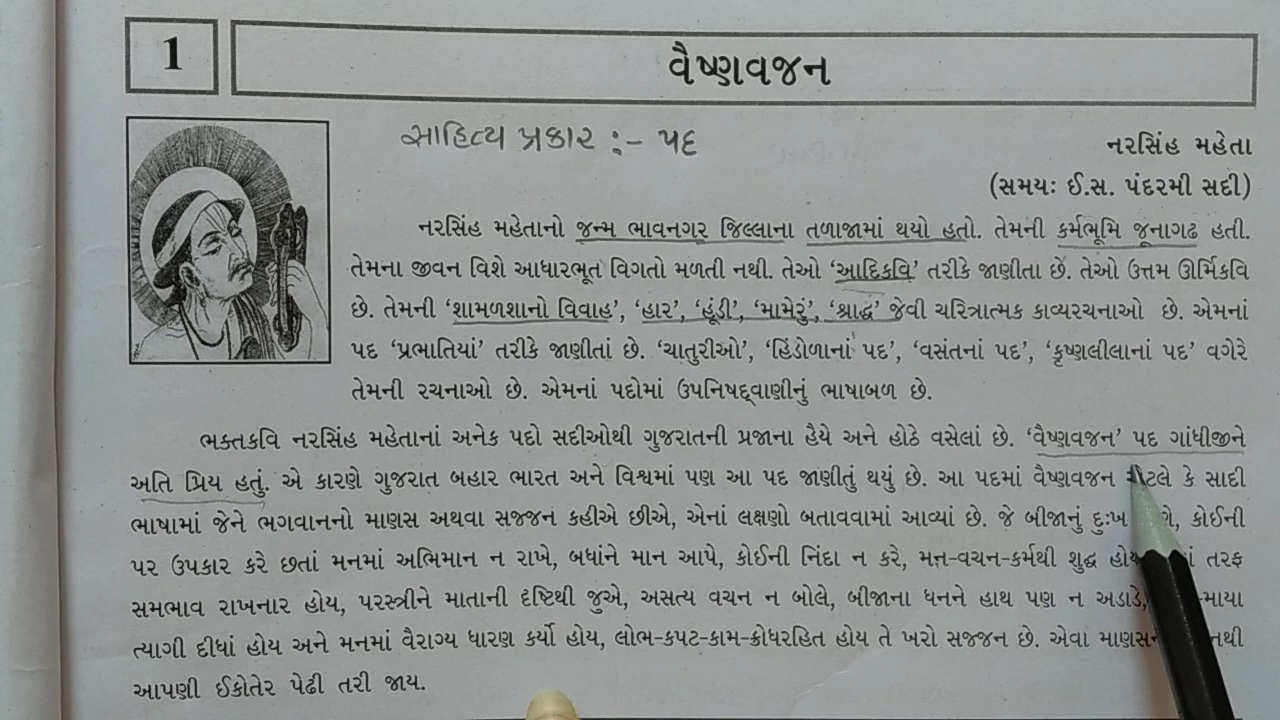 1
વૈષ્ણવજન
સાહિત્ય પ્રકાર :- પદ
નરસિંહ મહેતા
(સમયઃ ઈ.સ. પંદરમી સદી)
નરસિંહ મહેતાનો જન્મ ભાવનગર જિલ્લાના તળાજામાં થયો હતો. તેમની કર્મભૂમિ જૂનાગઢ હતી.
તેમના જીવન વિશે આધારભૂત વિગતો મળતી નથી. તેઓ ‘આદિકવિ’ તરીકે જાણીતા છે. તેઓ ઉત્તમ ઊર્મિકવિ
છે. તેમની ‘શામળશાનો વિવાહ’, ‘હાર’, ‘હૂંડી’, ‘મામેરું’, ‘શ્રાદ્ધ’ જેવી ચરિત્રાત્મક કાવ્યરચનાઓ છે. એમનાં
પદ ‘પ્રભાતિયાં’ તરીકે જાણીતાં છે. ‘ચાતુરીઓ’, ‘હિંડોળાનાં પદ’, ‘વસંતનાં પદ’, ‘કૃષ્ણલીલાનાં પદ’ વગેરે
તેમની રચનાઓ છે. એમનાં પદોમાં ઉપનિષદ્‌વાણીનું ભાષાબળ છે.
ભક્તકવિ નરસિંહ મહેતાનાં અનેક પદો સદીઓથી ગુજરાતની પ્રજાના હૈયે અને હોઠે વસેલાં છે. ‘વૈષ્ણવજન’ પદ ગાંધીજીને
અતિ પ્રિય હતું. એ કારણે ગુજરાત બહાર ભારત અને વિશ્વમાં પણ આ પદ જાણીતું થયું છે. આ પદમાં વૈષ્ણવજન એટલે કે સાદી
ભાષામાં જેને ભગવાનનો માણસ અથવા સજ્જન કહીએ છીએ, એનાં લક્ષણો બતાવવામાં આવ્યાં છે. જે બીજાનું દુઃખ કોઈની
પર ઉપકાર કરે છતાં મનમાં અભિમાન ન રાખે, બધાંને માન આપે, કોઈની નિંદા ન કરે, મન-વચન-કર્મથી શુદ્ધ તરફ
સમભાવ રાખનાર હોય, પરસ્ત્રીને માતાની દૃષ્ટિથી જુએ, અસત્ય વચન ન બોલે, બીજાના ધનને હાથ પણ ન અડાડે, માયા
ત્યાગી દીધાં હોય અને મનમાં વૈરાગ્ય ધારણ કર્યો હોય, લોભ-કપટ-કામ-ક્રોધરહિત હોય તે ખરો સજ્જન છે. એવા
આપણી ઈકોતેર પેઢી તરી જાય.